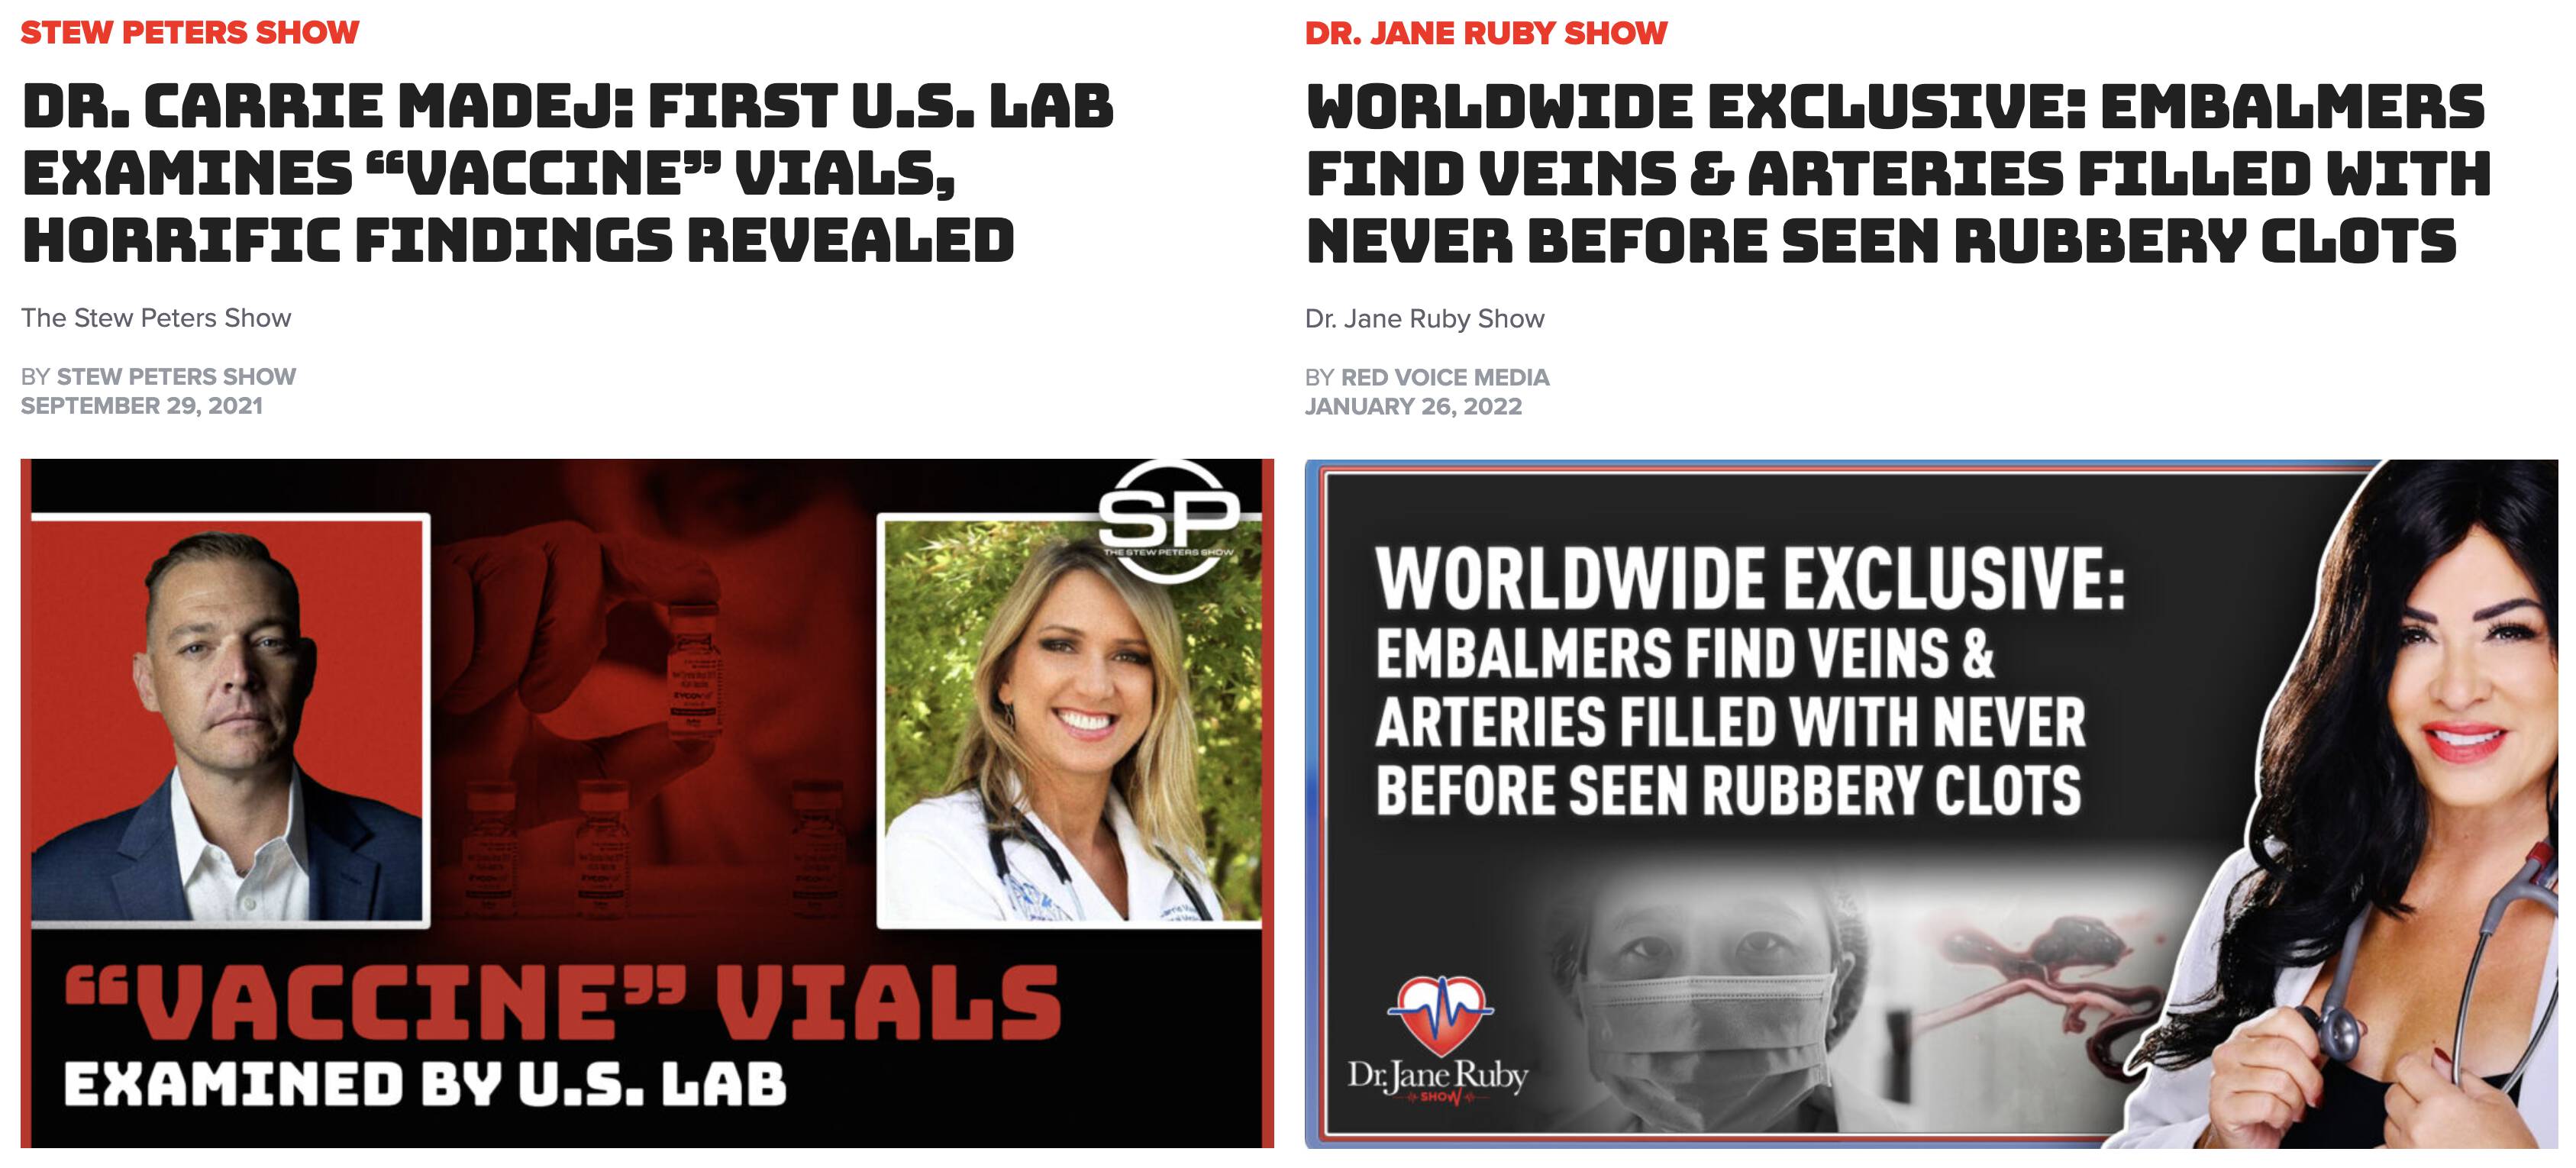 STEW PETERS SHOW
DR. CARRIE MADEJ: FIRST U.S. LAB
EXAMINES “VACCINE” VIALS,
HORRIFIC FINDINGS REVEALED
The Stew Peters Show
BY STEW PETERS SHOW
SEPTEMBER 29, 2021
SP
THE STEW PETERS SHOW
“VACCINE” VIALS
EXAMINED BY U.S. LAB
DR. JANE RUBY SHOW
WORLDWIDE EXCLUSIVE: EMBALMERS
FIND VEINS & ARTERIES FILLED WITH
NEVER BEFORE SEEN RUBBERY CLOTS
Dr. Jane Ruby Show
BY RED VOICE MEDIA
JANUARY 26, 2022
WORLDWIDE EXCLUSIVE:
EMBALMERS FIND VEINS &
ARTERIES FILLED WITH NEVER
BEFORE SEEN RUBBERY CLOTS
Dr. Jane Ruby
SHOW